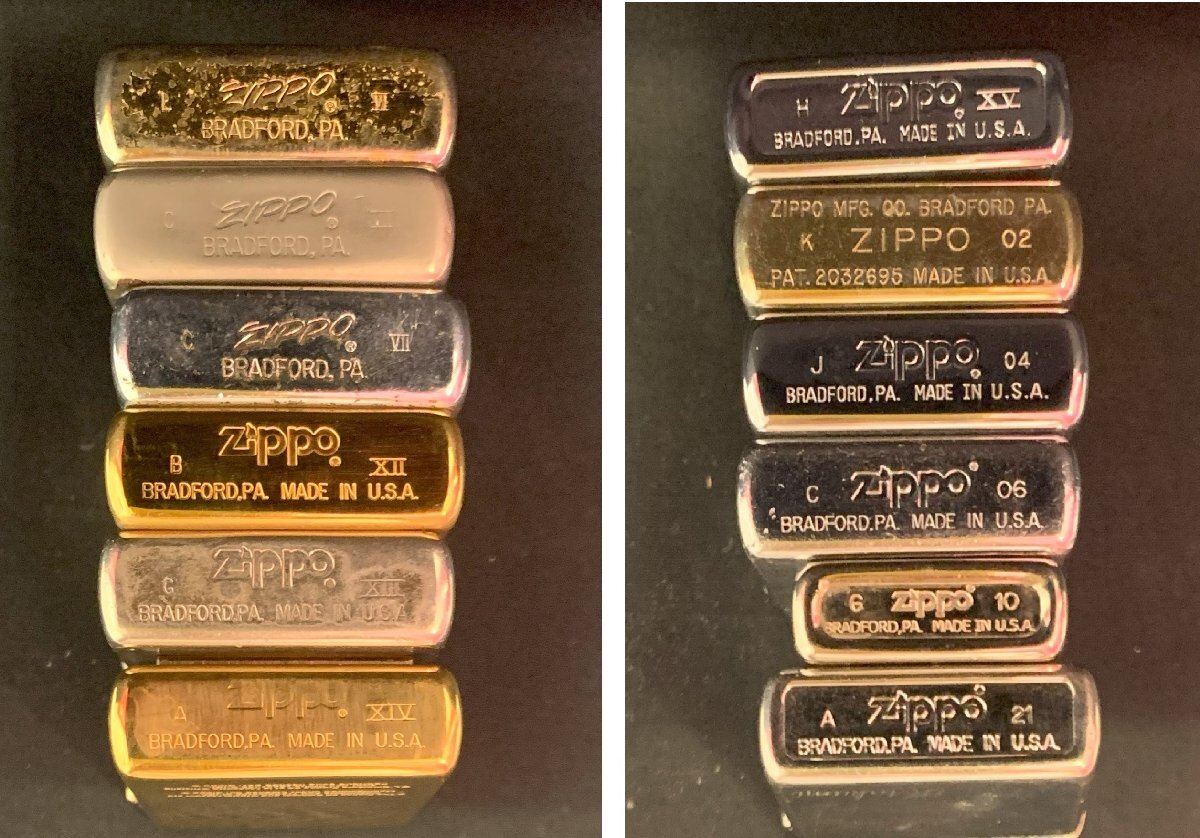 L ZIPPO ® VI
BRADFORD, PA.
ZIPPO ®
BRADFORD, PA.
C ZIPPO ® VII
BRADFORD, PA.
B Zippo ® XII
BRADFORD,PA. MADE IN U.S.A.
G Zippo ® XIII
BRADFORD,PA. MADE IN U.S.A
A Zippo ® XIV
BRADFORD.PA. MADE IN U.S.A.
H Zippo ® XV
BRADFORD,PA. MADE IN U.S.A.
ZIPPO MFG. CO. BRADFORD PA.
K ZIPPO 02
PAT. 2032695 MADE IN U.S.A.
J Zippo ® 04
BRADFORD,PA. MADE IN U.S.A.
C Zippo ® 06
BRADFORD,PA. MADE IN U.S.A.
G Zippo ® 10
BRADFORD,PA. MADE IN U.S.A.
A Zippo ® 21
BRADFORD,PA. MADE IN U.S.A.